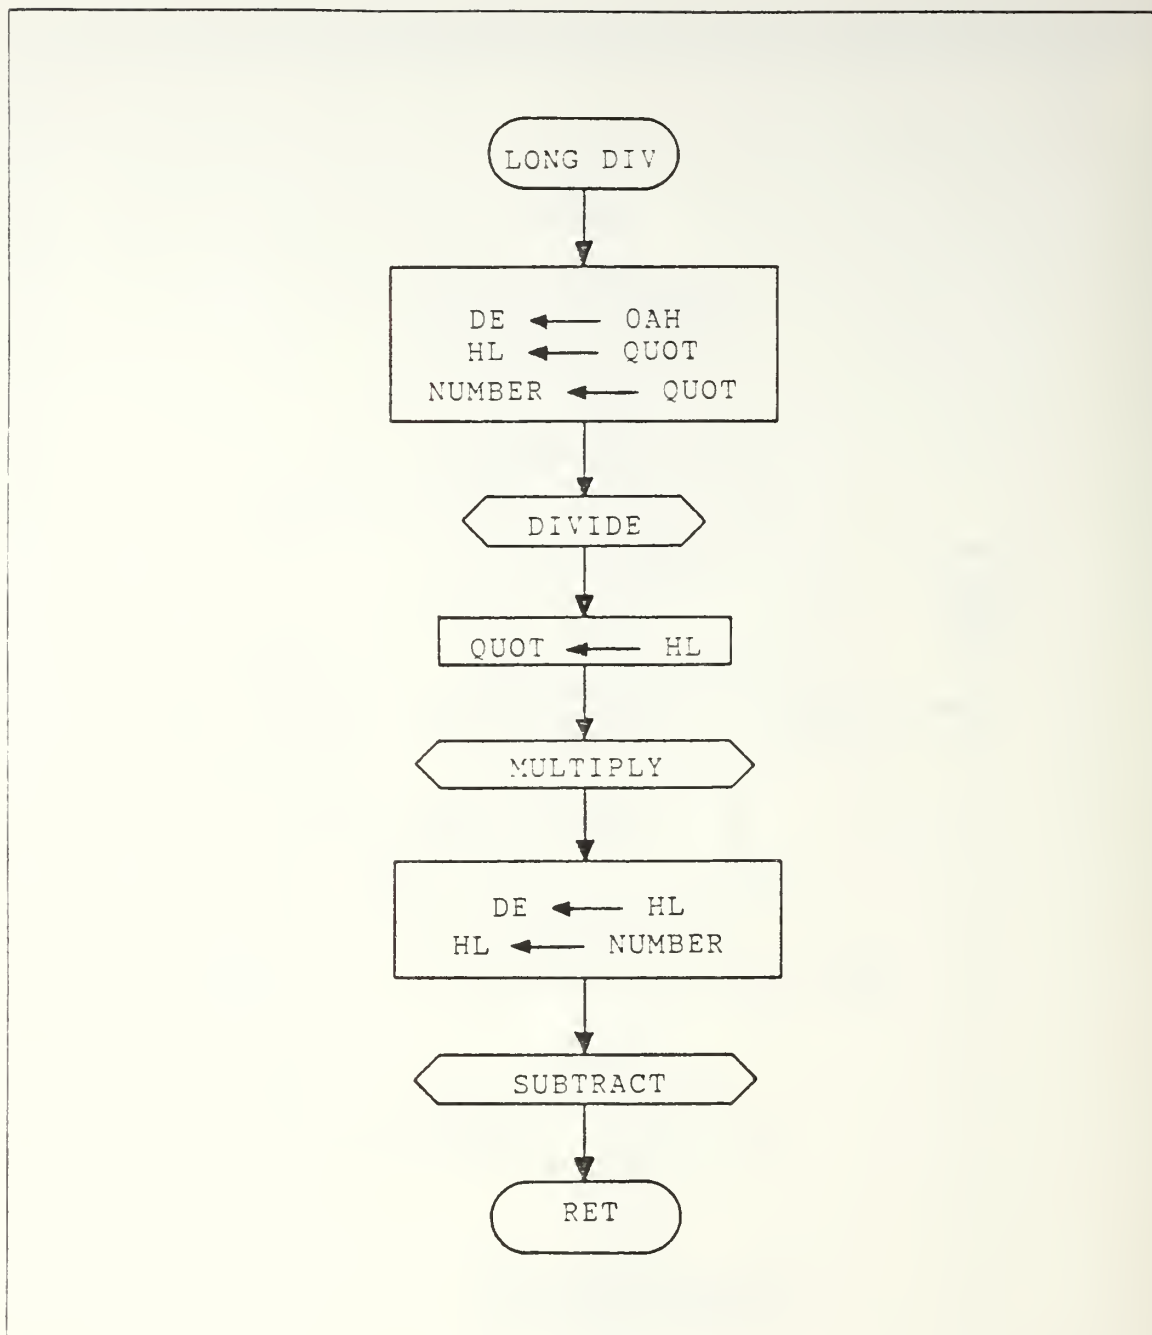 LONG DIV
DE ← OAH
HL ← QUOT
NUMBER ← QUOT
DIVIDE
QUOT ← HL
MULTIPLY
DE ← HL
HL ← NUMBER
SUBTRACT
RET